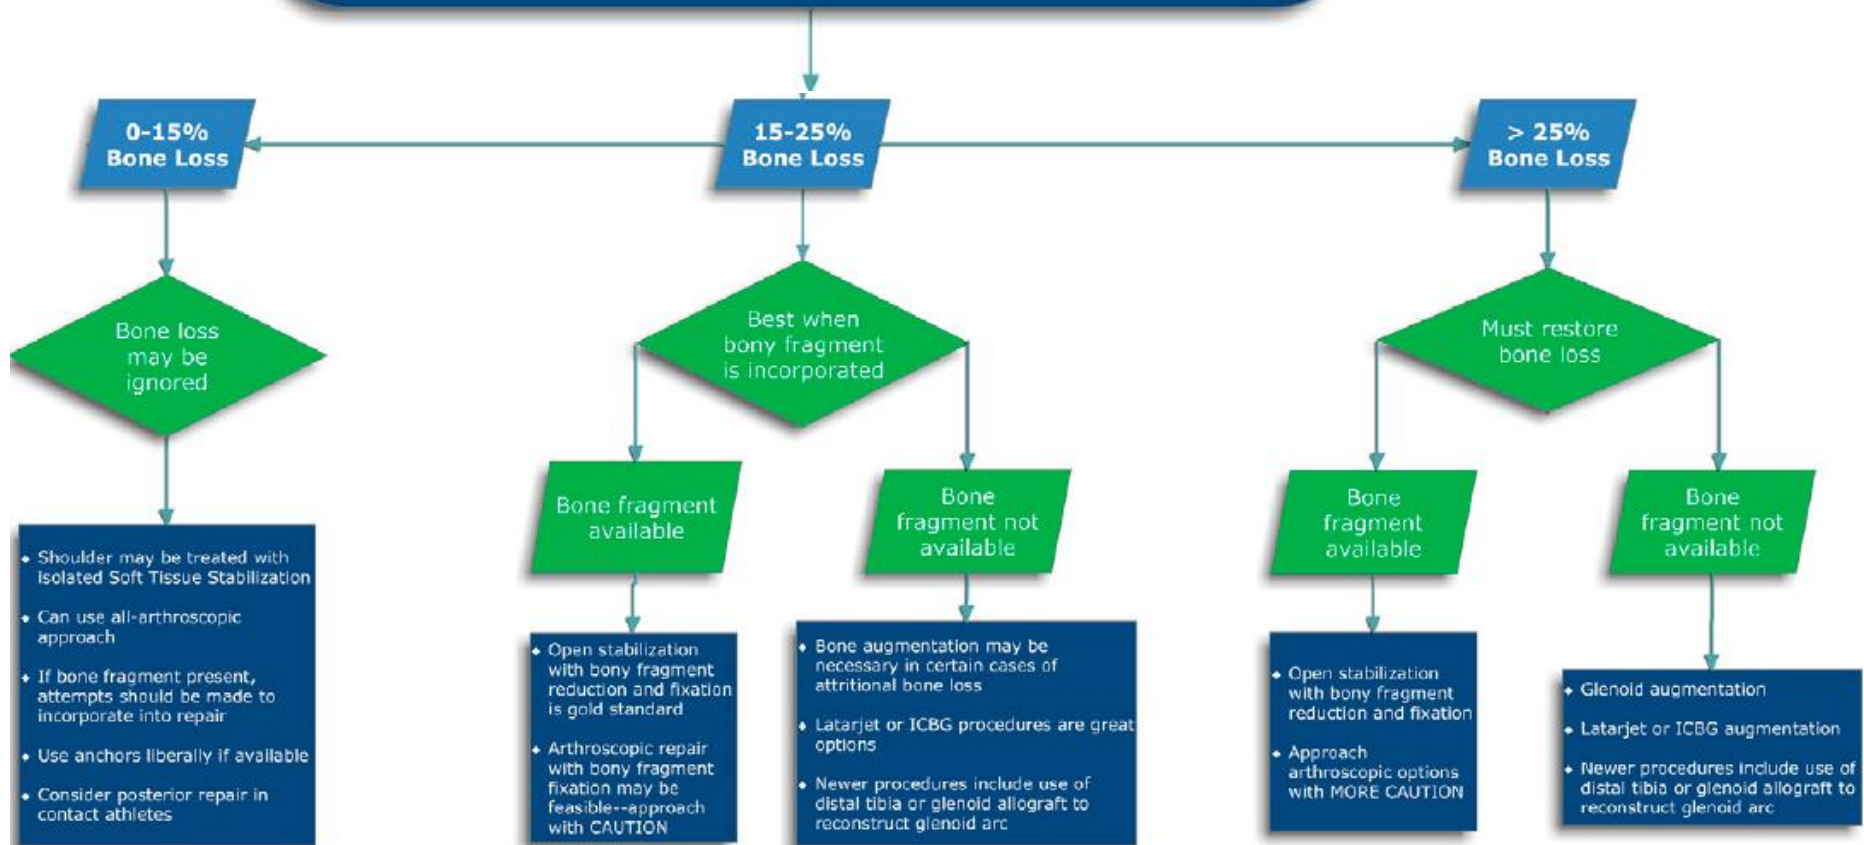 0-15%
Bone Loss
15-25%
Bone Loss
> 25%
Bone Loss
Bone loss
may be
ignored
Best when
bony fragment
is incorporated
Must restore
bone loss
Bone fragment
available
Bone
fragment not
available
Bone
fragment
available
Bone
fragment not
available
♦ Shoulder may be treated with
isolated Soft Tissue Stabilization
♦ Can use all-arthroscopic
approach
♦ If bone fragment present,
attempts should be made to
incorporate into repair
♦ Use anchors liberally if available
♦ Consider posterior repair in
contact athletes
♦ Open stabilization
with bony fragment
reduction and fixation
is gold standard
♦ Arthroscopic repair
with bony fragment
fixation may be
feasible--approach
with CAUTION
♦ Bone augmentation may be
necessary in certain cases of
attritional bone loss
♦ Latarjet or ICBG procedures are great
options
♦ Newer procedures include use of
distal tibia or glenoid allograft to
reconstruct glenoid arc
♦ Open stabilization
with bony fragment
reduction and fixation
♦ Approach
arthroscopic options
with MORE CAUTION
♦ Glenoid augmentation
♦ Latarjet or ICBG augmentation
♦ Newer procedures include use of
distal tibia or glenoid allograft to
reconstruct glenoid arc